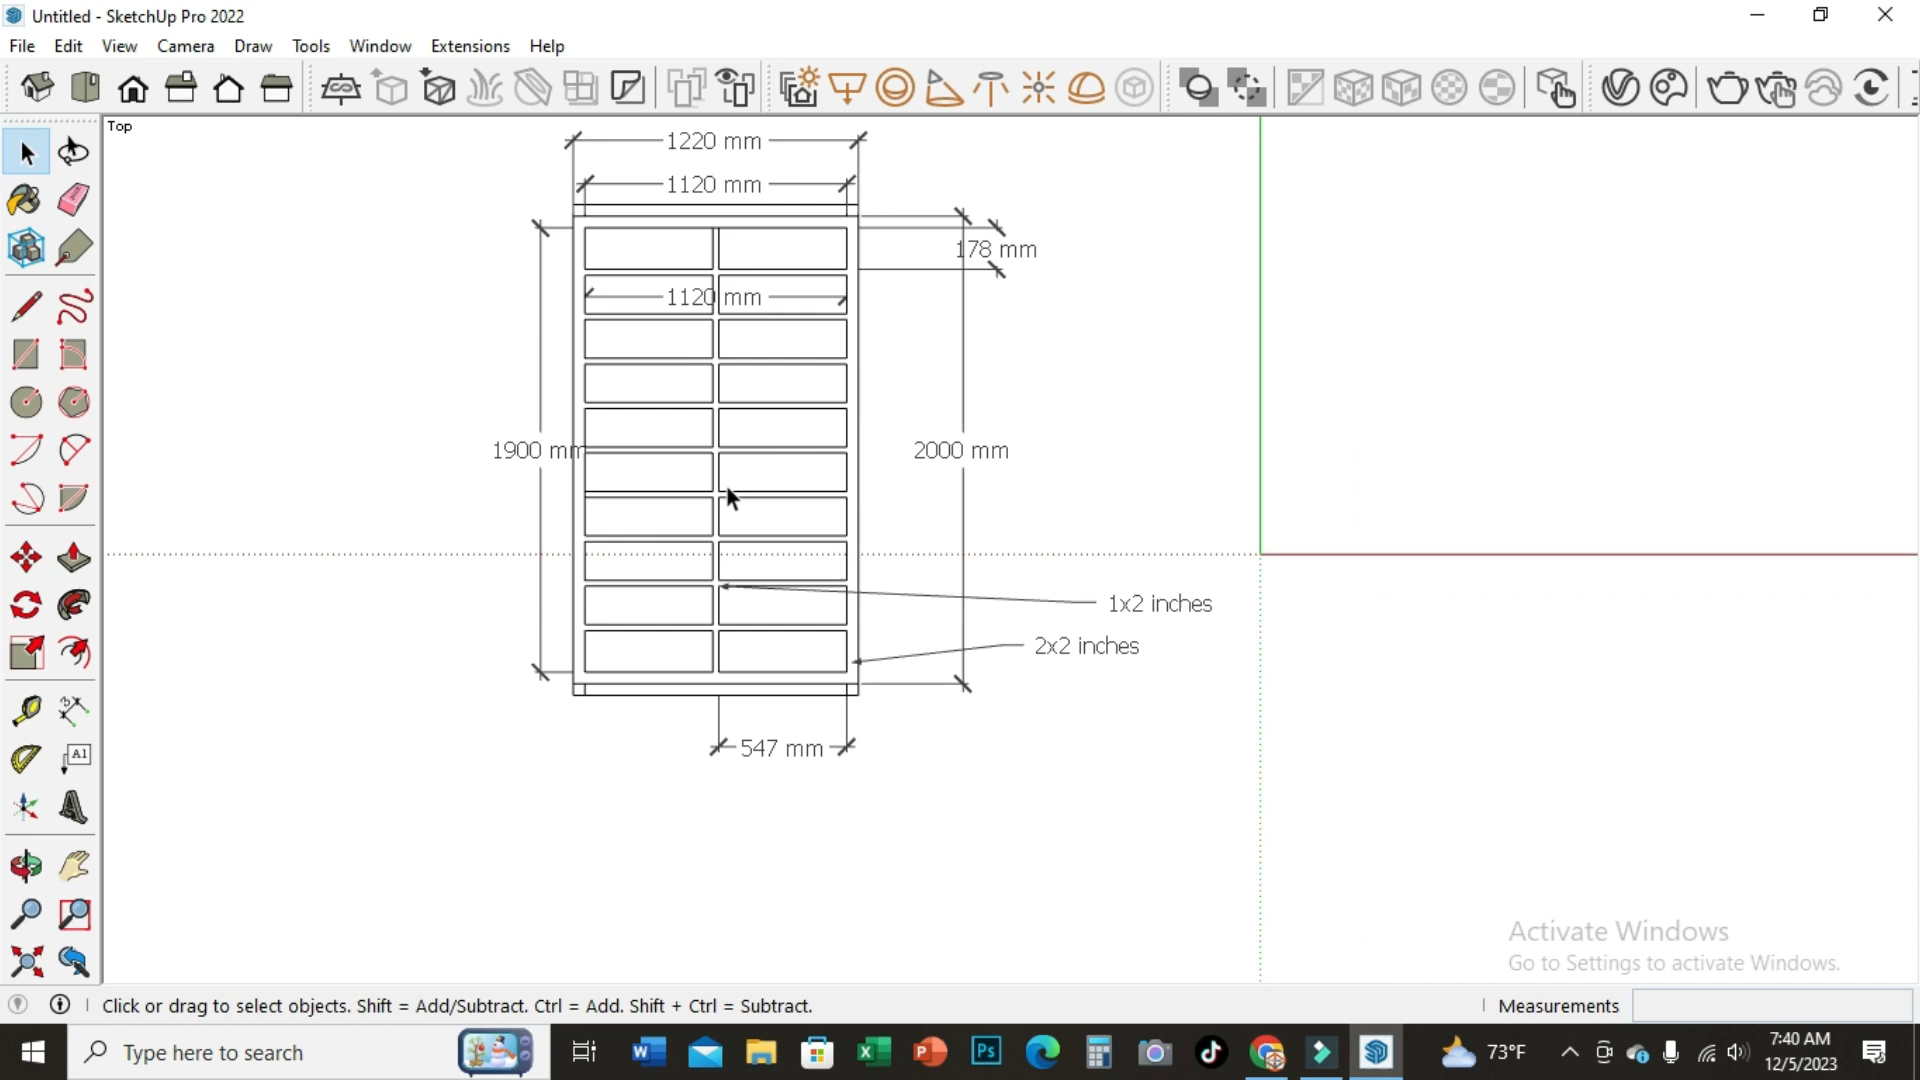 Untitled - SketchUp Pro 2022
File Edit View Camera Draw Tools Window Extensions Help
Top
1220 mm
1120 mm
178 mm
1120 mm
1900 mm
2000 mm
1x2 inches
2x2 inches
547 mm
A1
Activate Windows
Go to Settings to activate Windows.
Click or drag to select objects. Shift = Add/Subtract. Ctrl = Add. Shift + Ctrl = Subtract.
Measurements
Type here to search
73°F
7:40 AM
12/5/2023